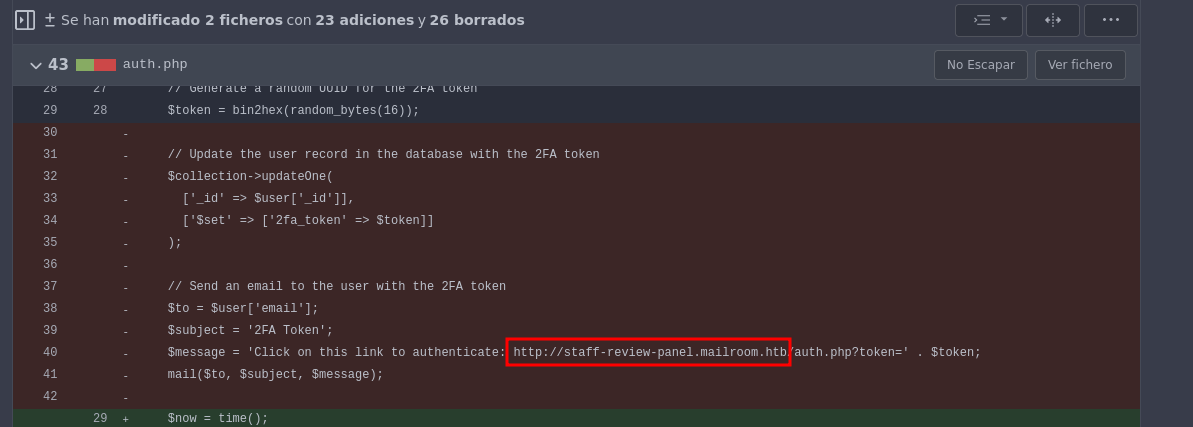 ± Se han modificado 2 ficheros con 23 adiciones y 26 borrados
43 auth.php No Escapar Ver fichero
28 27 // Generate a random UUID for the 2FA token
29 28 $token = bin2hex(random_bytes(16));
30 -
31 - // Update the user record in the database with the 2FA token
32 - $collection->updateOne(
33 - ['_id' => $user['_id']],
34 - ['$set' => ['2fa_token' => $token]]
35 - );
36 -
37 - // Send an email to the user with the 2FA token
38 - $to = $user['email'];
39 - $subject = '2FA Token';
40 - $message = 'Click on this link to authenticate: http://staff-review-panel.mailroom.htb/auth.php?token=' . $token;
41 - mail($to, $subject, $message);
42 -
29 + $now = time();